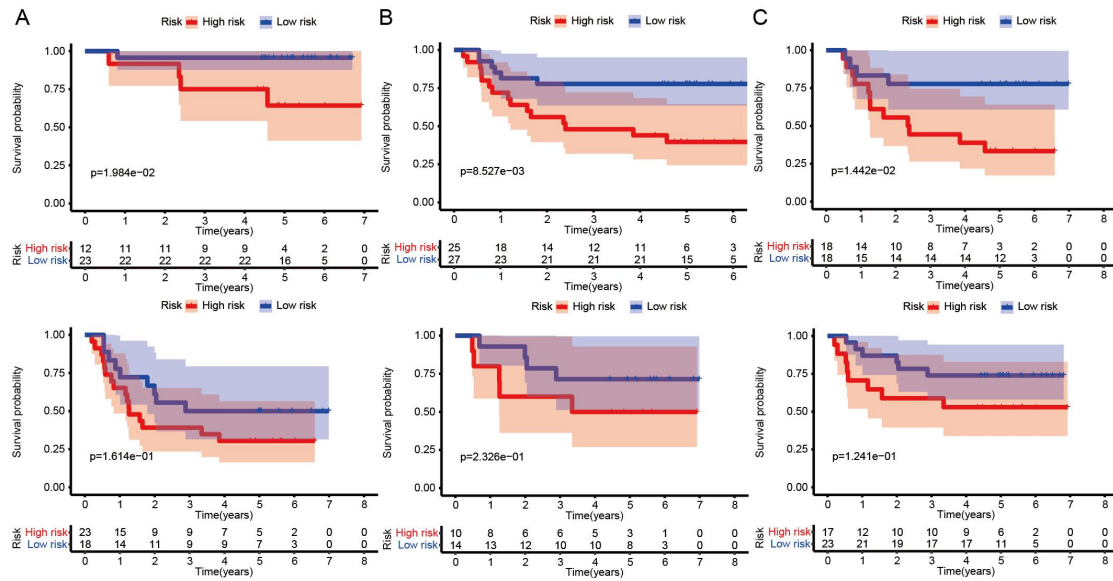 A
Risk High risk Low risk
Survival probability
1.00
0.75
0.50
0.25
0.00
p=1.984e-02
0 1 2 3 4 5 6 7
Time(years)
Risk
High risk 12 11 11 9 9 4 2 0
Low risk 23 22 22 22 22 16 5 0
0 1 2 3 4 5 6 7
Time(years)
B
Risk High risk Low risk
Survival probability
1.00
0.75
0.50
0.25
0.00
p=8.527e-03
0 1 2 3 4 5 6
Time(years)
Risk
High risk 25 18 14 12 11 6 3
Low risk 27 23 21 21 21 15 5
0 1 2 3 4 5 6
Time(years)
C
Risk High risk Low risk
Survival probability
1.00
0.75
0.50
0.25
0.00
p=1.442e-02
0 1 2 3 4 5 6 7 8
Time(years)
Risk
High risk 18 14 10 8 7 3 2 0 0
Low risk 18 15 14 14 14 12 3 0 0
0 1 2 3 4 5 6 7 8
Time(years)
Risk High risk Low risk
Survival probability
1.00
0.75
0.50
0.25
0.00
p=1.614e-01
0 1 2 3 4 5 6 7 8
Time(years)
Risk
High risk 23 15 9 9 7 5 2 0 0
Low risk 18 14 11 9 9 7 3 0 0
0 1 2 3 4 5 6 7 8
Time(years)
Risk High risk Low risk
Survival probability
1.00
0.75
0.50
0.25
0.00
p=2.326e-01
0 1 2 3 4 5 6 7 8
Time(years)
Risk
High risk 10 8 6 6 5 3 1 0 0
Low risk 14 13 12 10 10 8 3 0 0
0 1 2 3 4 5 6 7 8
Time(years)
Risk High risk Low risk
Survival probability
1.00
0.75
0.50
0.25
0.00
p=1.241e-01
0 1 2 3 4 5 6 7 8
Time(years)
Risk
High risk 17 12 10 10 9 6 2 0 0
Low risk 23 21 19 17 17 11 5 0 0
0 1 2 3 4 5 6 7 8
Time(years)